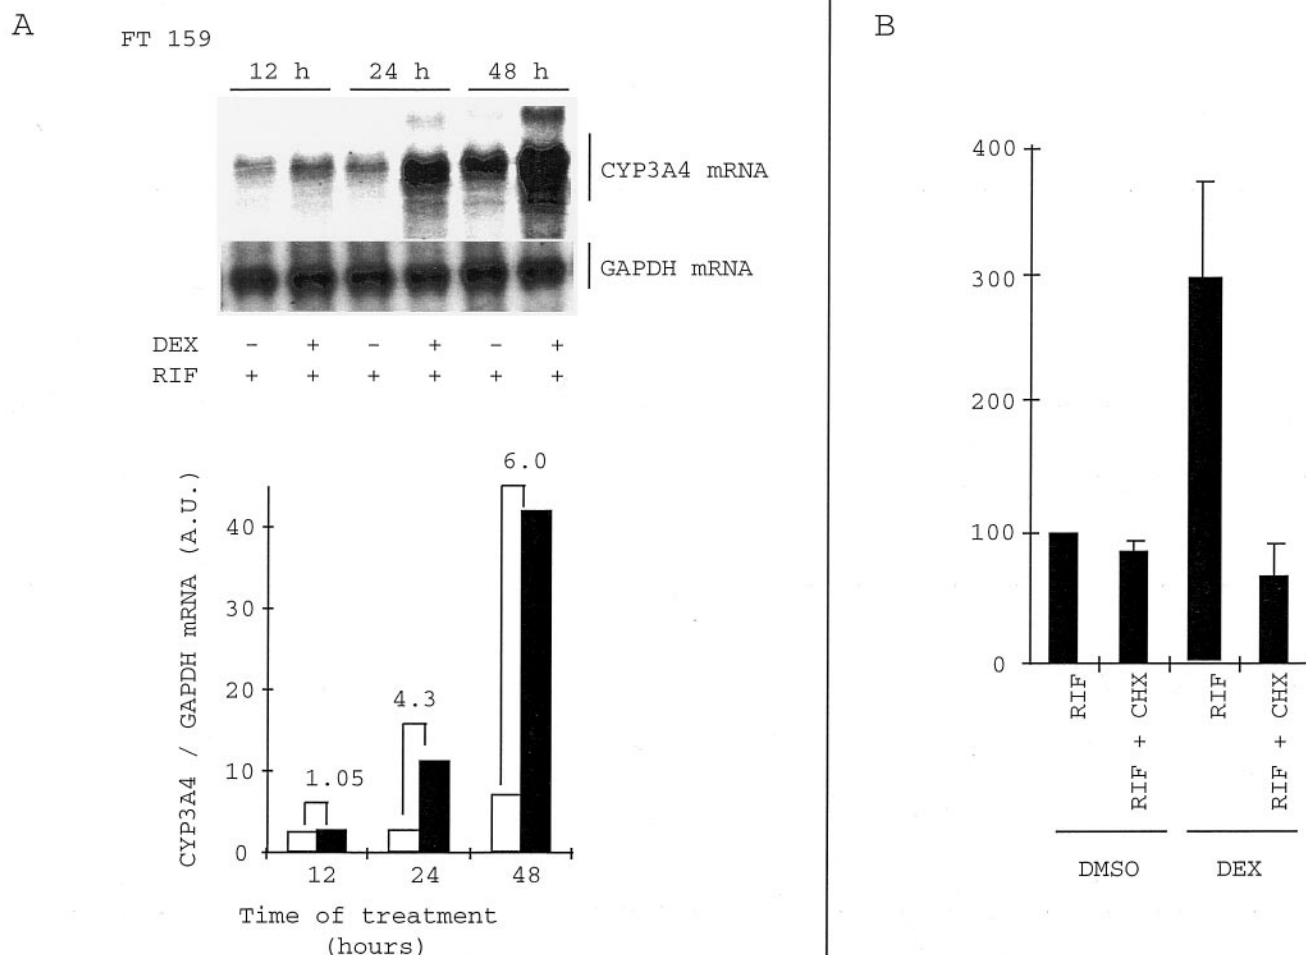 A
FT 159
12 h 24 h 48 h
CYP3A4 mRNA
GAPDH mRNA
DEX - + - + - +
RIF + + + + + +
CYP3A4 / GAPDH mRNA (A.U.)
40
30
20
10
0
1.05
4.3
6.0
12 24 48
Time of treatment
(hours)
B
400
300
200
100
0
RIF
RIF + CHX
RIF
RIF + CHX
DMSO DEX